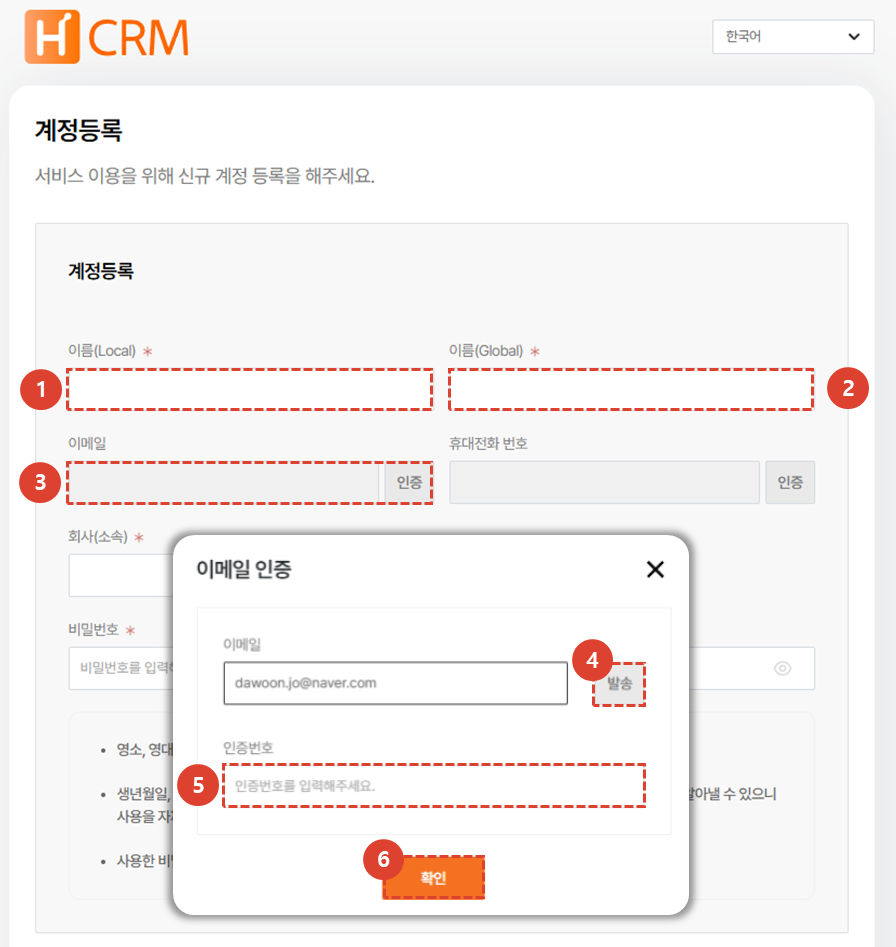 H CRM
한국어
계정등록
서비스 이용을 위해 신규 계정 등록을 해주세요.
계정등록
이름(Local) *
이름(Global) *
1
2
이메일
휴대전화 번호
3
인증
인증
회사(소속) *
이메일 인증
비밀번호 *
이메일
4
비밀번호를 입력
dawoon.jo@naver.com
발송
인증번호
영소, 영대
5
인증번호를 입력해주세요.
생년월일,
알아낼 수 있으니
사용을 자
사용한 비
6
확인